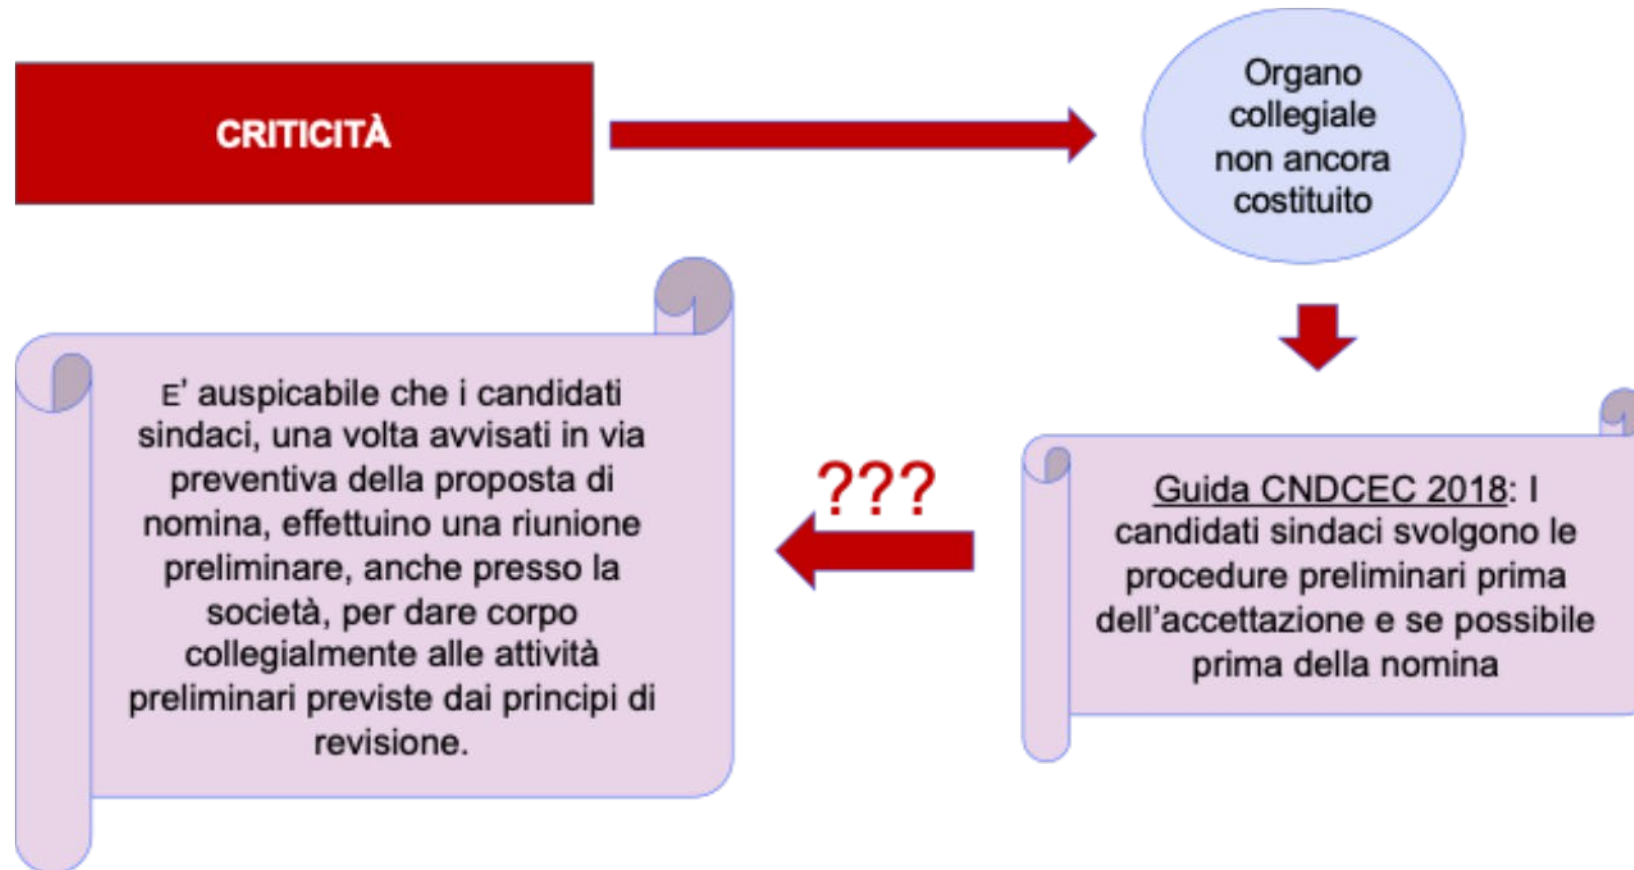 CRITICITÀ
Organo
collegiale
non ancora
costituito
Guida CNDCEC 2018: I
candidati sindaci svolgono le
procedure preliminari prima
dell'accettazione e se possibile
prima della nomina
???
E' auspicabile che i candidati
sindaci, una volta avvisati in via
preventiva della proposta di
nomina, effettuino una riunione
preliminare, anche presso la
società, per dare corpo
collegialmente alle attività
preliminari previste dai principi di
revisione.